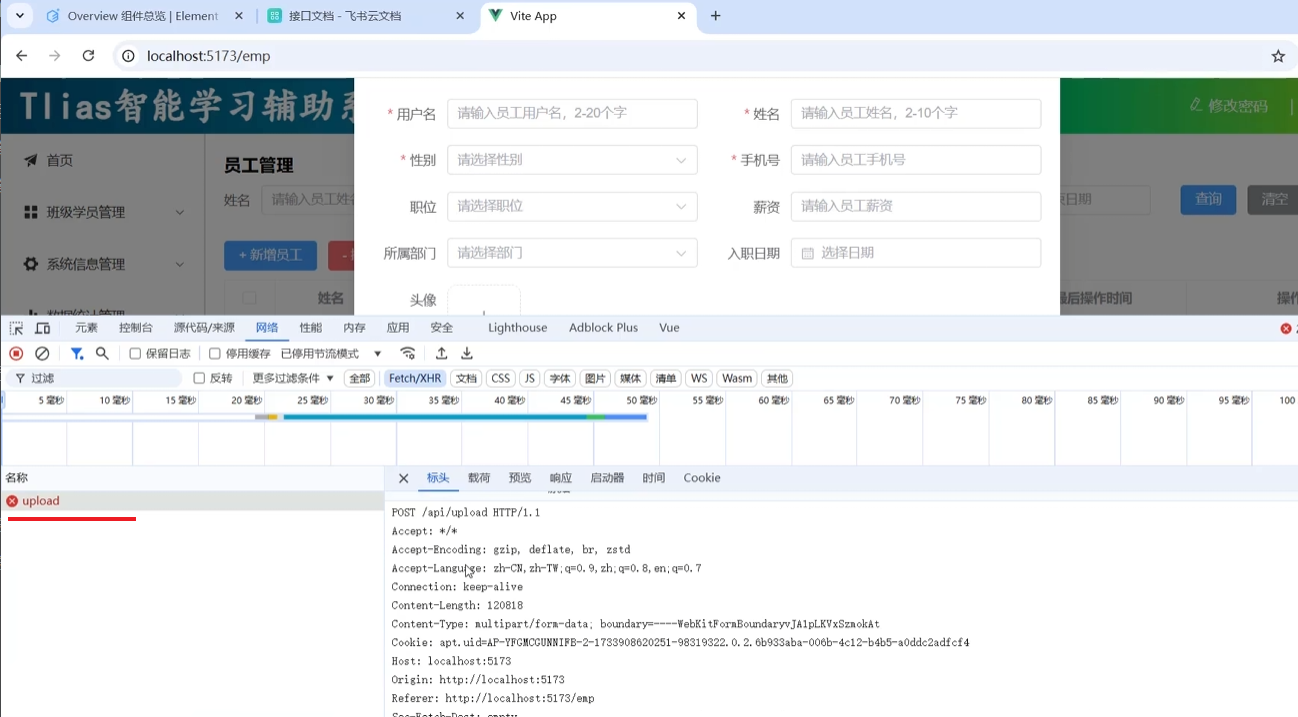 Overview 组件总览 | Element
接口文档 - 飞书云文档
Vite App
localhost:5173/emp
Tlias智能学习辅助系
修改密码
* 用户名 请输入员工用户名，2-20个字
* 姓名 请输入员工姓名，2-10个字
首页
员工管理
* 性别 请选择性别
* 手机号 请输入员工手机号
姓名 请输入员工姓
职位 请选择职位
薪资 请输入员工薪资
日期
查询
清空
班级学员管理
+ 新增员工
所属部门 请选择部门
入职日期 选择日期
系统信息管理
姓名
头像
最后操作时间
操作
数据统计管理
元素 控制台 源代码/来源 网络 性能 内存 应用 安全 Lighthouse Adblock Plus Vue
保留日志 停用缓存 已停用节流模式
过滤 反转 更多过滤条件 全部 Fetch/XHR 文档 CSS JS 字体 图片 媒体 清单 WS Wasm 其他
5 毫秒 10 毫秒 15 毫秒 20 毫秒 25 毫秒 30 毫秒 35 毫秒 40 毫秒 45 毫秒 50 毫秒 55 毫秒 60 毫秒 65 毫秒 70 毫秒 75 毫秒 80 毫秒 85 毫秒 90 毫秒 95 毫秒 100
名称
标头 载荷 预览 响应 启动器 时间 Cookie
upload
POST /api/upload HTTP/1.1
Accept: */*
Accept-Encoding: gzip, deflate, br, zstd
Accept-Language: zh-CN,zh-TW;q=0.9,zh;q=0.8,en;q=0.7
Connection: keep-alive
Content-Length: 120818
Content-Type: multipart/form-data; boundary=----WebKitFormBoundaryvJA1pLKVxSzmokAt
Cookie: apt.uid=AP-YFGMCGUNNIFB-2-1733908620251-98319322.0.2.6b933aba-006b-4c12-b4b5-a0ddc2adfcf4
Host: localhost:5173
Origin: http://localhost:5173
Referer: http://localhost:5173/emp
Sec-Fetch-Dest: empty